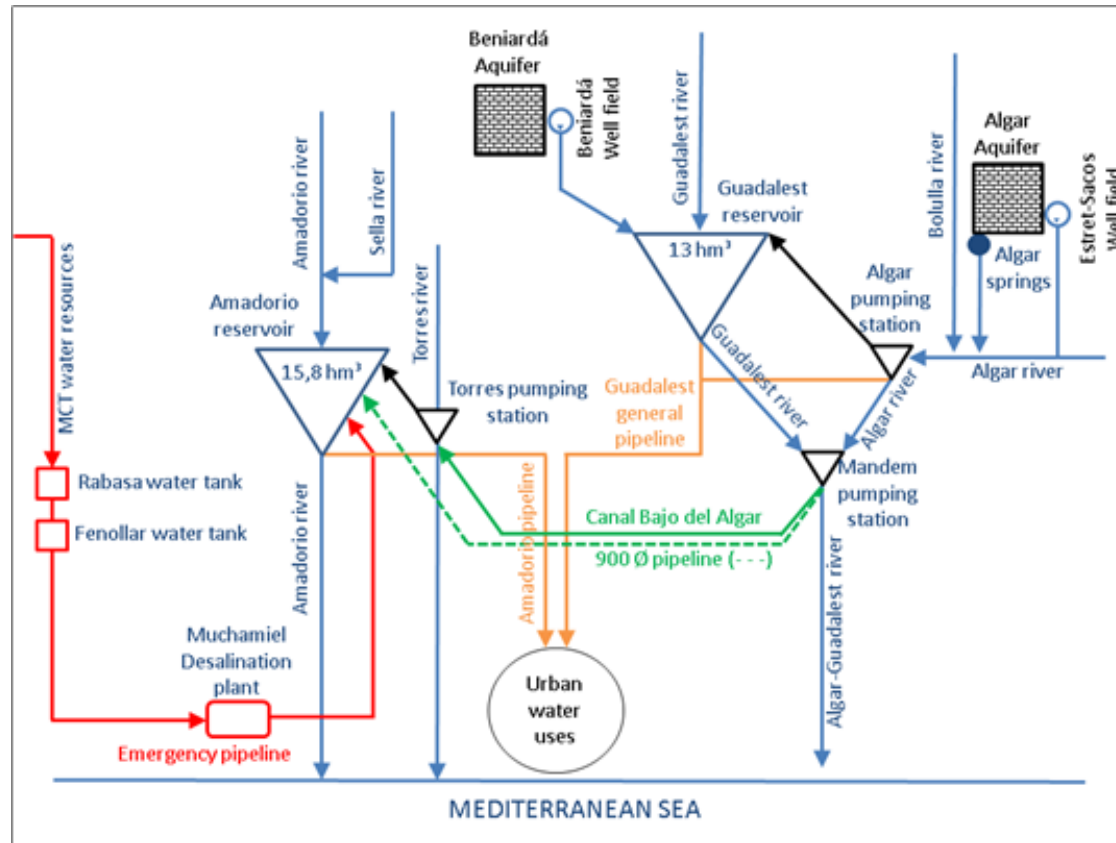 Beniardá
Aquifer
Beniardá
Well field
Guadalest river
Guadalest
reservoir
13 hm³
Bolulla river
Algar
Aquifer
Estret-Sacos
Well field
Algar
springs
Algar
pumping
station
Algar river
Algar river
Guadalest river
Guadalest
general
pipeline
Mandem
pumping
station
Amadorio river
Sella river
Amadorio
reservoir
15,8 hm³
Torres river
Torres pumping
station
MCT water resources
Rabasa water tank
Fenollar water tank
Canal Bajo del Algar
900 Ø pipeline (- - -)
Amadorio pipeline
Amadorio river
Muchamiel
Desalination
plant
Emergency pipeline
Urban
water
uses
Algar-Guadalest river
MEDITERRANEAN SEA